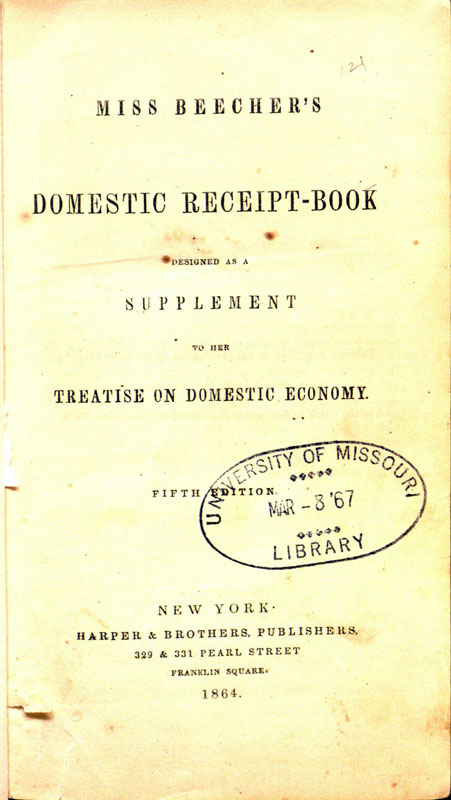 121
MISS BEECHER'S
DOMESTIC RECEIPT-BOOK
DESIGNED AS A
SUPPLEMENT
TO HER
TREATISE ON DOMESTIC ECONOMY.
FIFTH EDITION.
UNIVERSITY OF MISSOURI
MAR -8 '67
LIBRARY
NEW YORK.
HARPER & BROTHERS, PUBLISHERS,
329 & 331 PEARL STREET
FRANKLIN SQUARE.
1864.